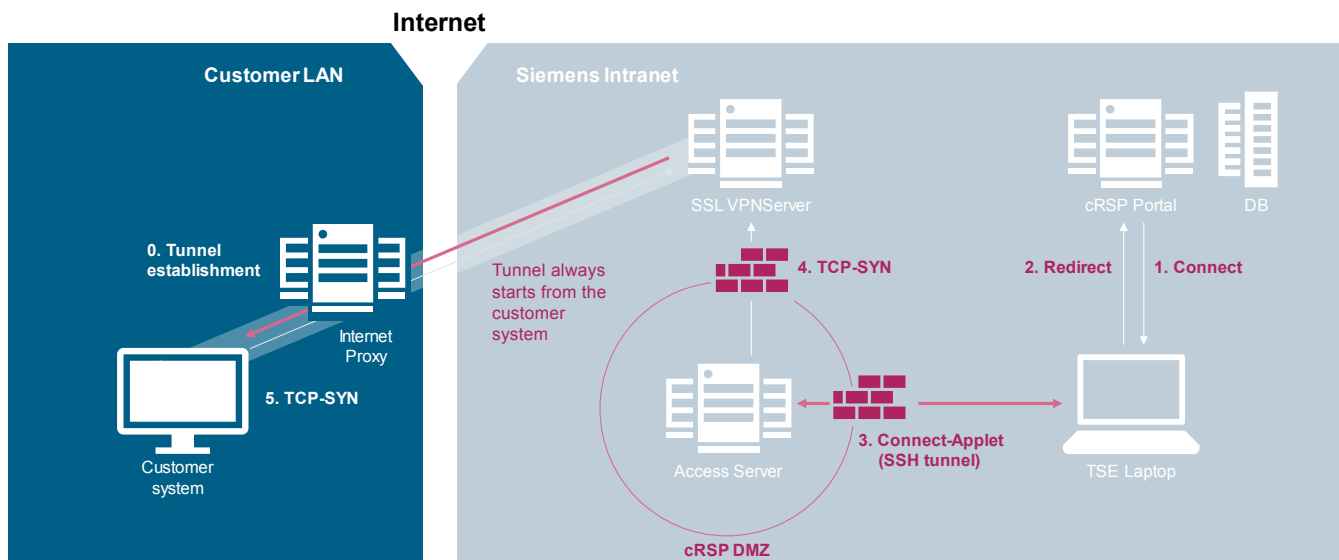 Internet
Customer LAN
Siemens Intranet
SSL VPNServer
cRSP Portal
DB
0. Tunnel
establishment
Tunnel always
starts from the
customer
system
4. TCP-SYN
2. Redirect
1. Connect
Internet
Proxy
5. TCP-SYN
Customer
system
Access Server
3. Connect-Applet
(SSH tunnel)
TSE Laptop
cRSP DMZ